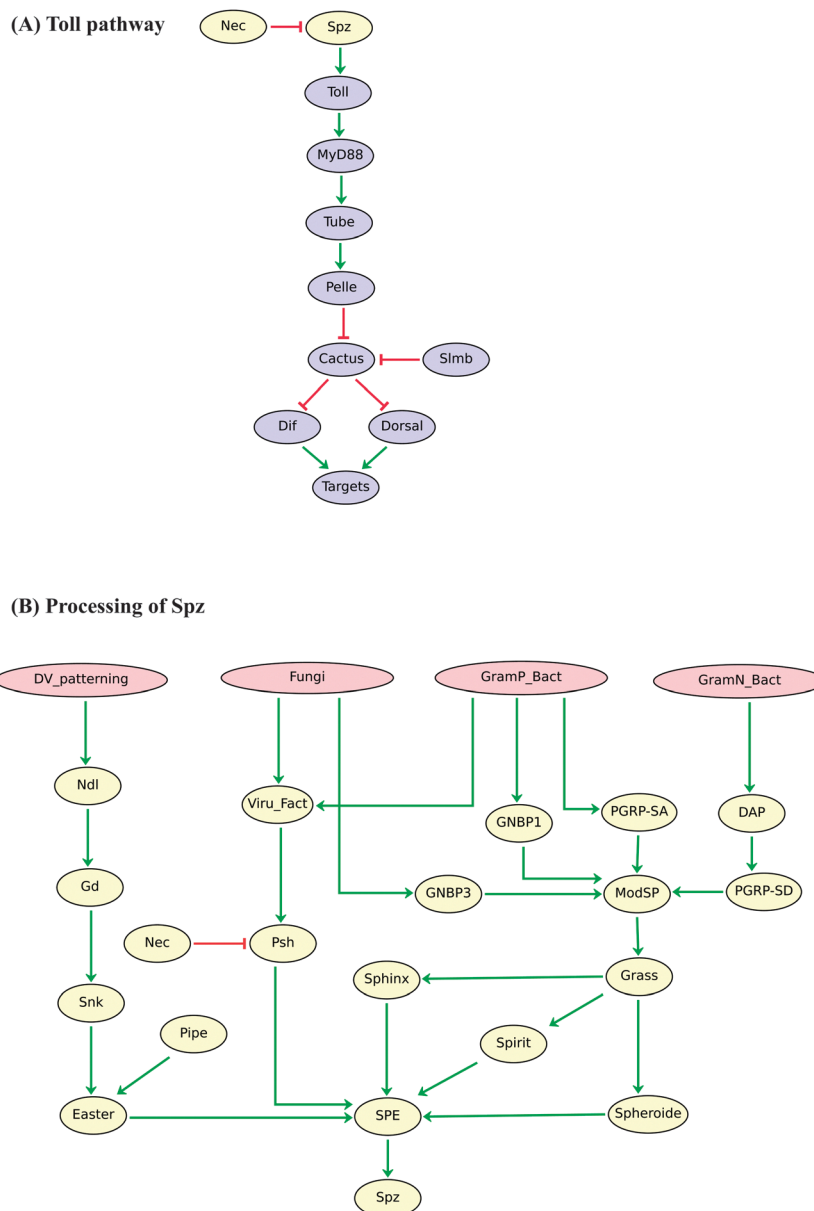 (A) Toll pathway
Nec
Spz
Toll
MyD88
Tube
Pelle
Cactus
Slmb
Dif
Dorsal
Targets
(B) Processing of Spz
DV_patterning
Fungi
GramP_Bact
GramN_Bact
Ndl
Viru_Fact
GNBP1
PGRP-SA
DAP
Gd
GNBP3
ModSP
PGRP-SD
Nec
Psh
Sphinx
Grass
Snk
Pipe
Spirit
Easter
SPE
Spheroide
Spz